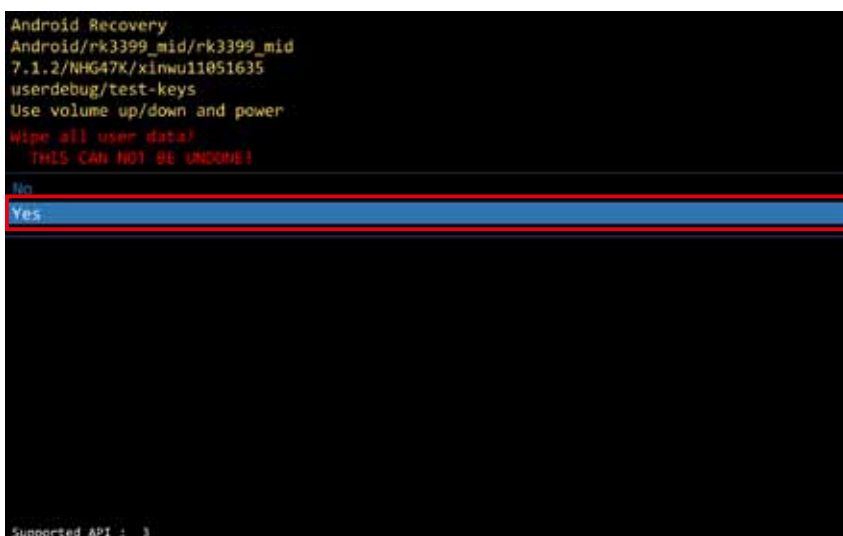 Android Recovery
Android/rk3399_mid/rk3399_mid
7.1.2/NHG47K/xinwu11051635
userdebug/test-keys
Use volume up/down and power
Wipe all user data?
THIS CAN NOT BE UNDONE!
No
Yes
Supported API : 3